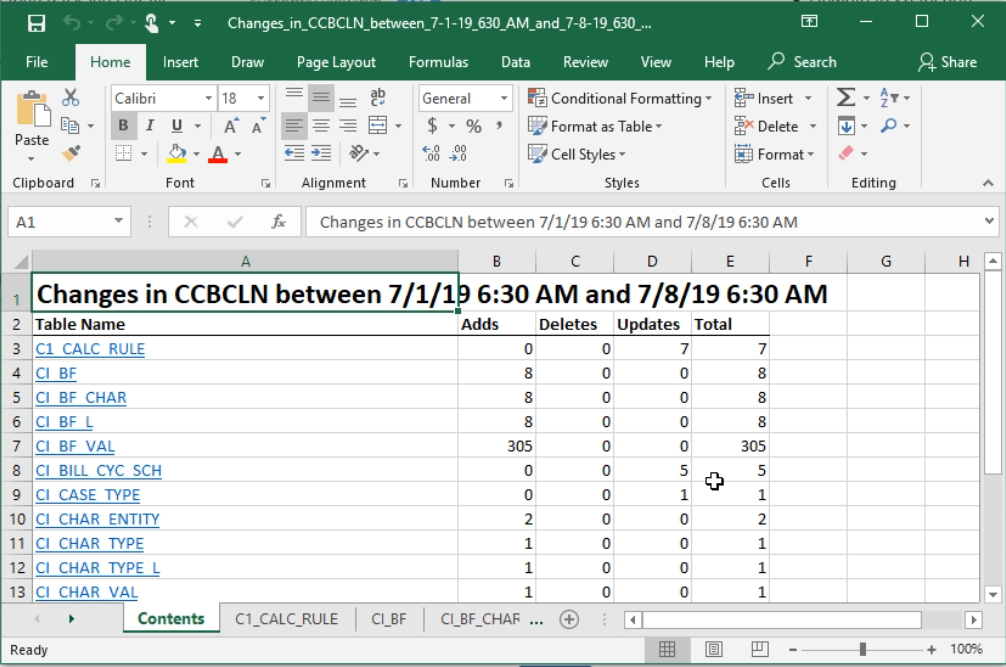 Changes_in_CCBCLN_between_7-1-19_630_AM_and_7-8-19_630_...
File Home Insert Draw Page Layout Formulas Data Review View Help Search Share
Paste
Calibri 18 ab c General Conditional Formatting Insert Σ A Z
B I U A A $ % , Format as Table Delete
A .00 .0 Cell Styles Format
Clipboard Font Alignment Number Styles Cells Editing
A1 fx Changes in CCBCLN between 7/1/19 6:30 AM and 7/8/19 6:30 AM
A B C D E F G H
1 Changes in CCBCLN between 7/1/19 6:30 AM and 7/8/19 6:30 AM
2 Table Name Adds Deletes Updates Total
3 C1_CALC_RULE 0 0 7 7
4 CI_BF 8 0 0 8
5 CI_BF_CHAR 8 0 0 8
6 CI_BF_L 8 0 0 8
7 CI_BF_VAL 305 0 0 305
8 CI_BILL_CYC_SCH 0 0 5 5
9 CI_CASE_TYPE 0 0 1 1
10 CI_CHAR_ENTITY 2 0 0 2
11 CI_CHAR_TYPE 1 0 0 1
12 CI_CHAR_TYPE_L 1 0 0 1
13 CI_CHAR_VAL 1 0 0 1
Contents C1_CALC_RULE CI_BF CI_BF_CHAR ...
Ready 100%